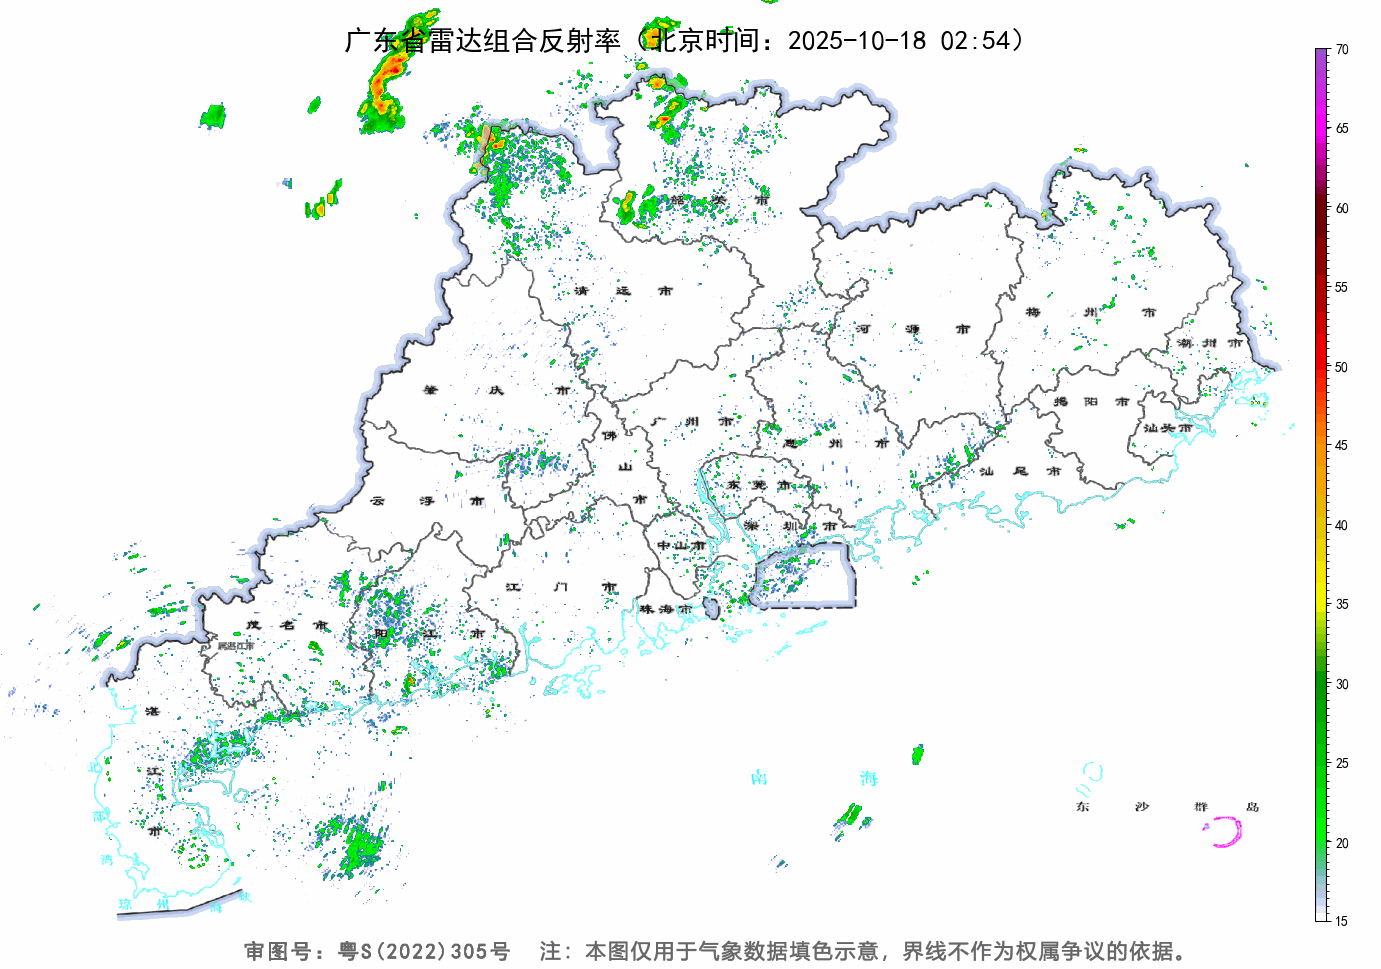 广东省雷达组合反射率（北京时间：2025-10-18 02:54）
70
65
60
55
50
45
40
35
30
25
20
15
韶关市
清远市
河源市
梅州市
潮州市
肇庆市
广州市
揭阳市
佛山市
惠州市
汕头市
汕尾市
东莞市
云浮市
深圳市
中山市
江门市
珠海市
茂名市
阳江市
属湛江市
湛江市
南海
东沙群岛
北部湾
琼州海峡
审图号：粤S(2022)305号 注：本图仅用于气象数据填色示意，界线不作为权属争议的依据。